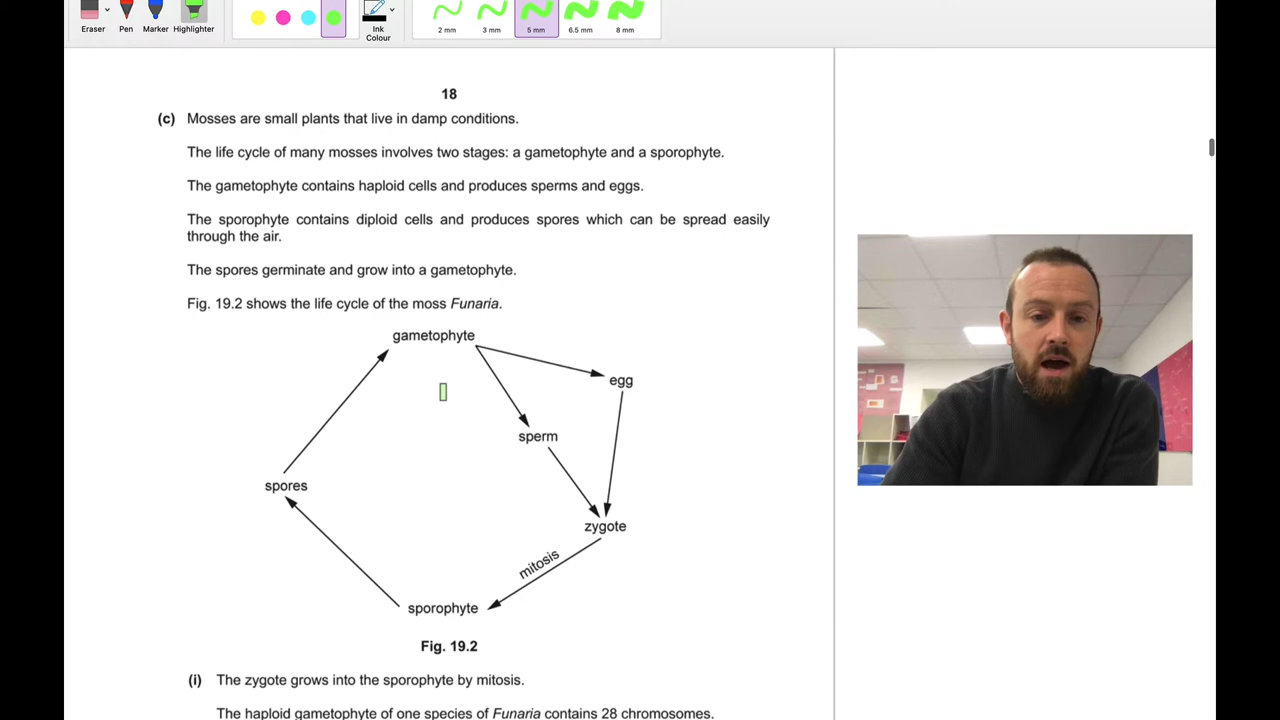 Eraser
Pen
Marker
Highlighter
Ink
Colour
2 mm
3 mm
5 mm
6.5 mm
8 mm
18
(c) Mosses are small plants that live in damp conditions.
The life cycle of many mosses involves two stages: a gametophyte and a sporophyte.
The gametophyte contains haploid cells and produces sperms and eggs.
The sporophyte contains diploid cells and produces spores which can be spread easily
through the air.
The spores germinate and grow into a gametophyte.
Fig. 19.2 shows the life cycle of the moss Funaria.
gametophyte
egg
sperm
spores
zygote
mitosis
sporophyte
Fig. 19.2
(i) The zygote grows into the sporophyte by mitosis.
The haploid gametophyte of one species of Funaria contains 28 chromosomes.